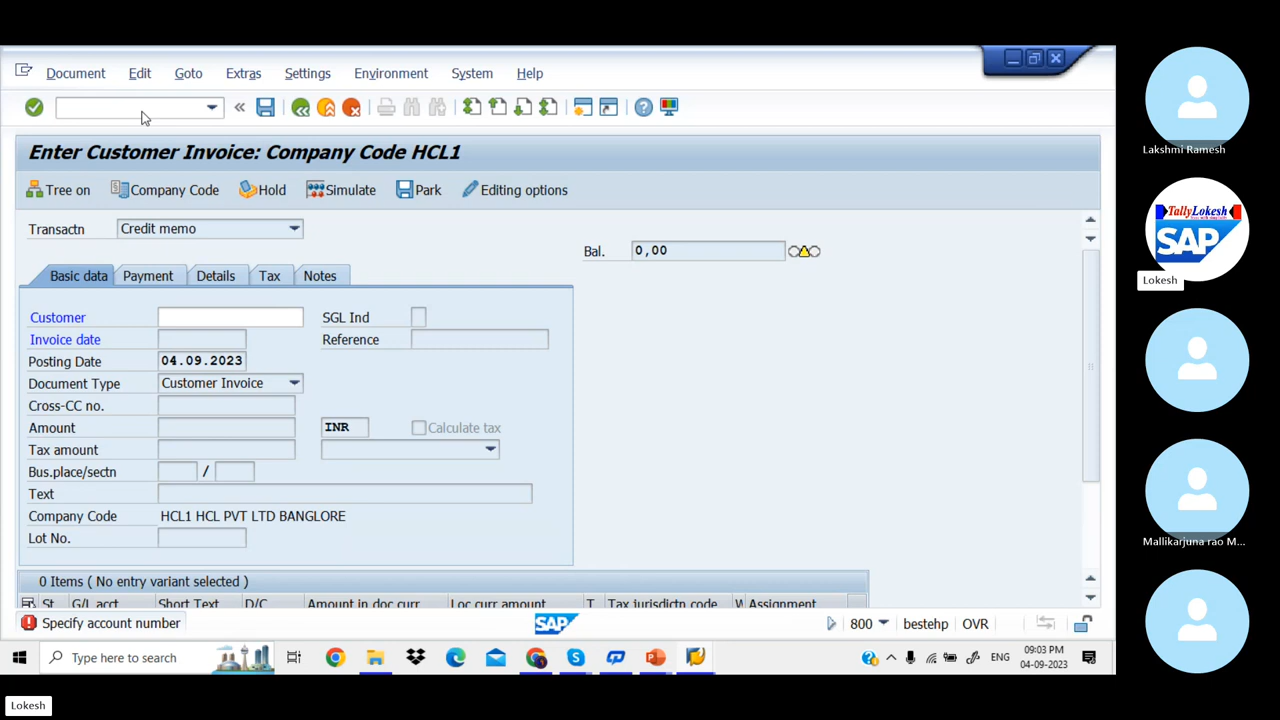 Document Edit Goto Extras Settings Environment System Help
Enter Customer Invoice: Company Code HCL1
Tree on Company Code Hold Simulate Park Editing options
Transactn Credit memo
Bal. 0,00
Basic data Payment Details Tax Notes
Customer SGL Ind
Invoice date Reference
Posting Date 04.09.2023
Document Type Customer Invoice
Cross-CC no.
Amount INR Calculate tax
Tax amount
Bus.place/sectn /
Text
Company Code HCL1 HCL PVT LTD BANGLORE
Lot No.
0 Items ( No entry variant selected )
St G/L acct Short Text D/C Amount in doc.curr. Loc.curr.amount T Tax jurisdictn code W Assignment
Specify account number SAP 800 bestehp OVR
Type here to search ENG 09:03 PM
04-09-2023
Lokesh
Lakshmi Ramesh
TallyLokesh
SAP
Lokesh
Mallikarjuna rao M...